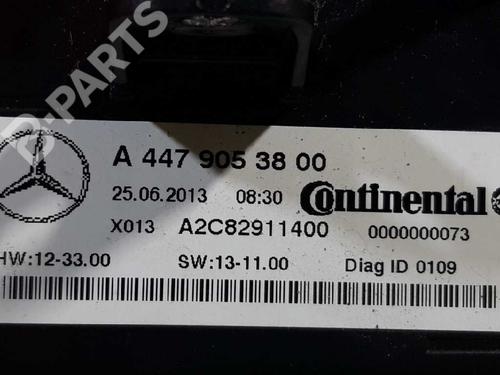 B-PARTS
A 447 905 38 00
25.06.2013 08:30 Continental
X013 A2C82911400 0000000073
HW:12-33.00 SW:13-11.00 Diag ID 0109